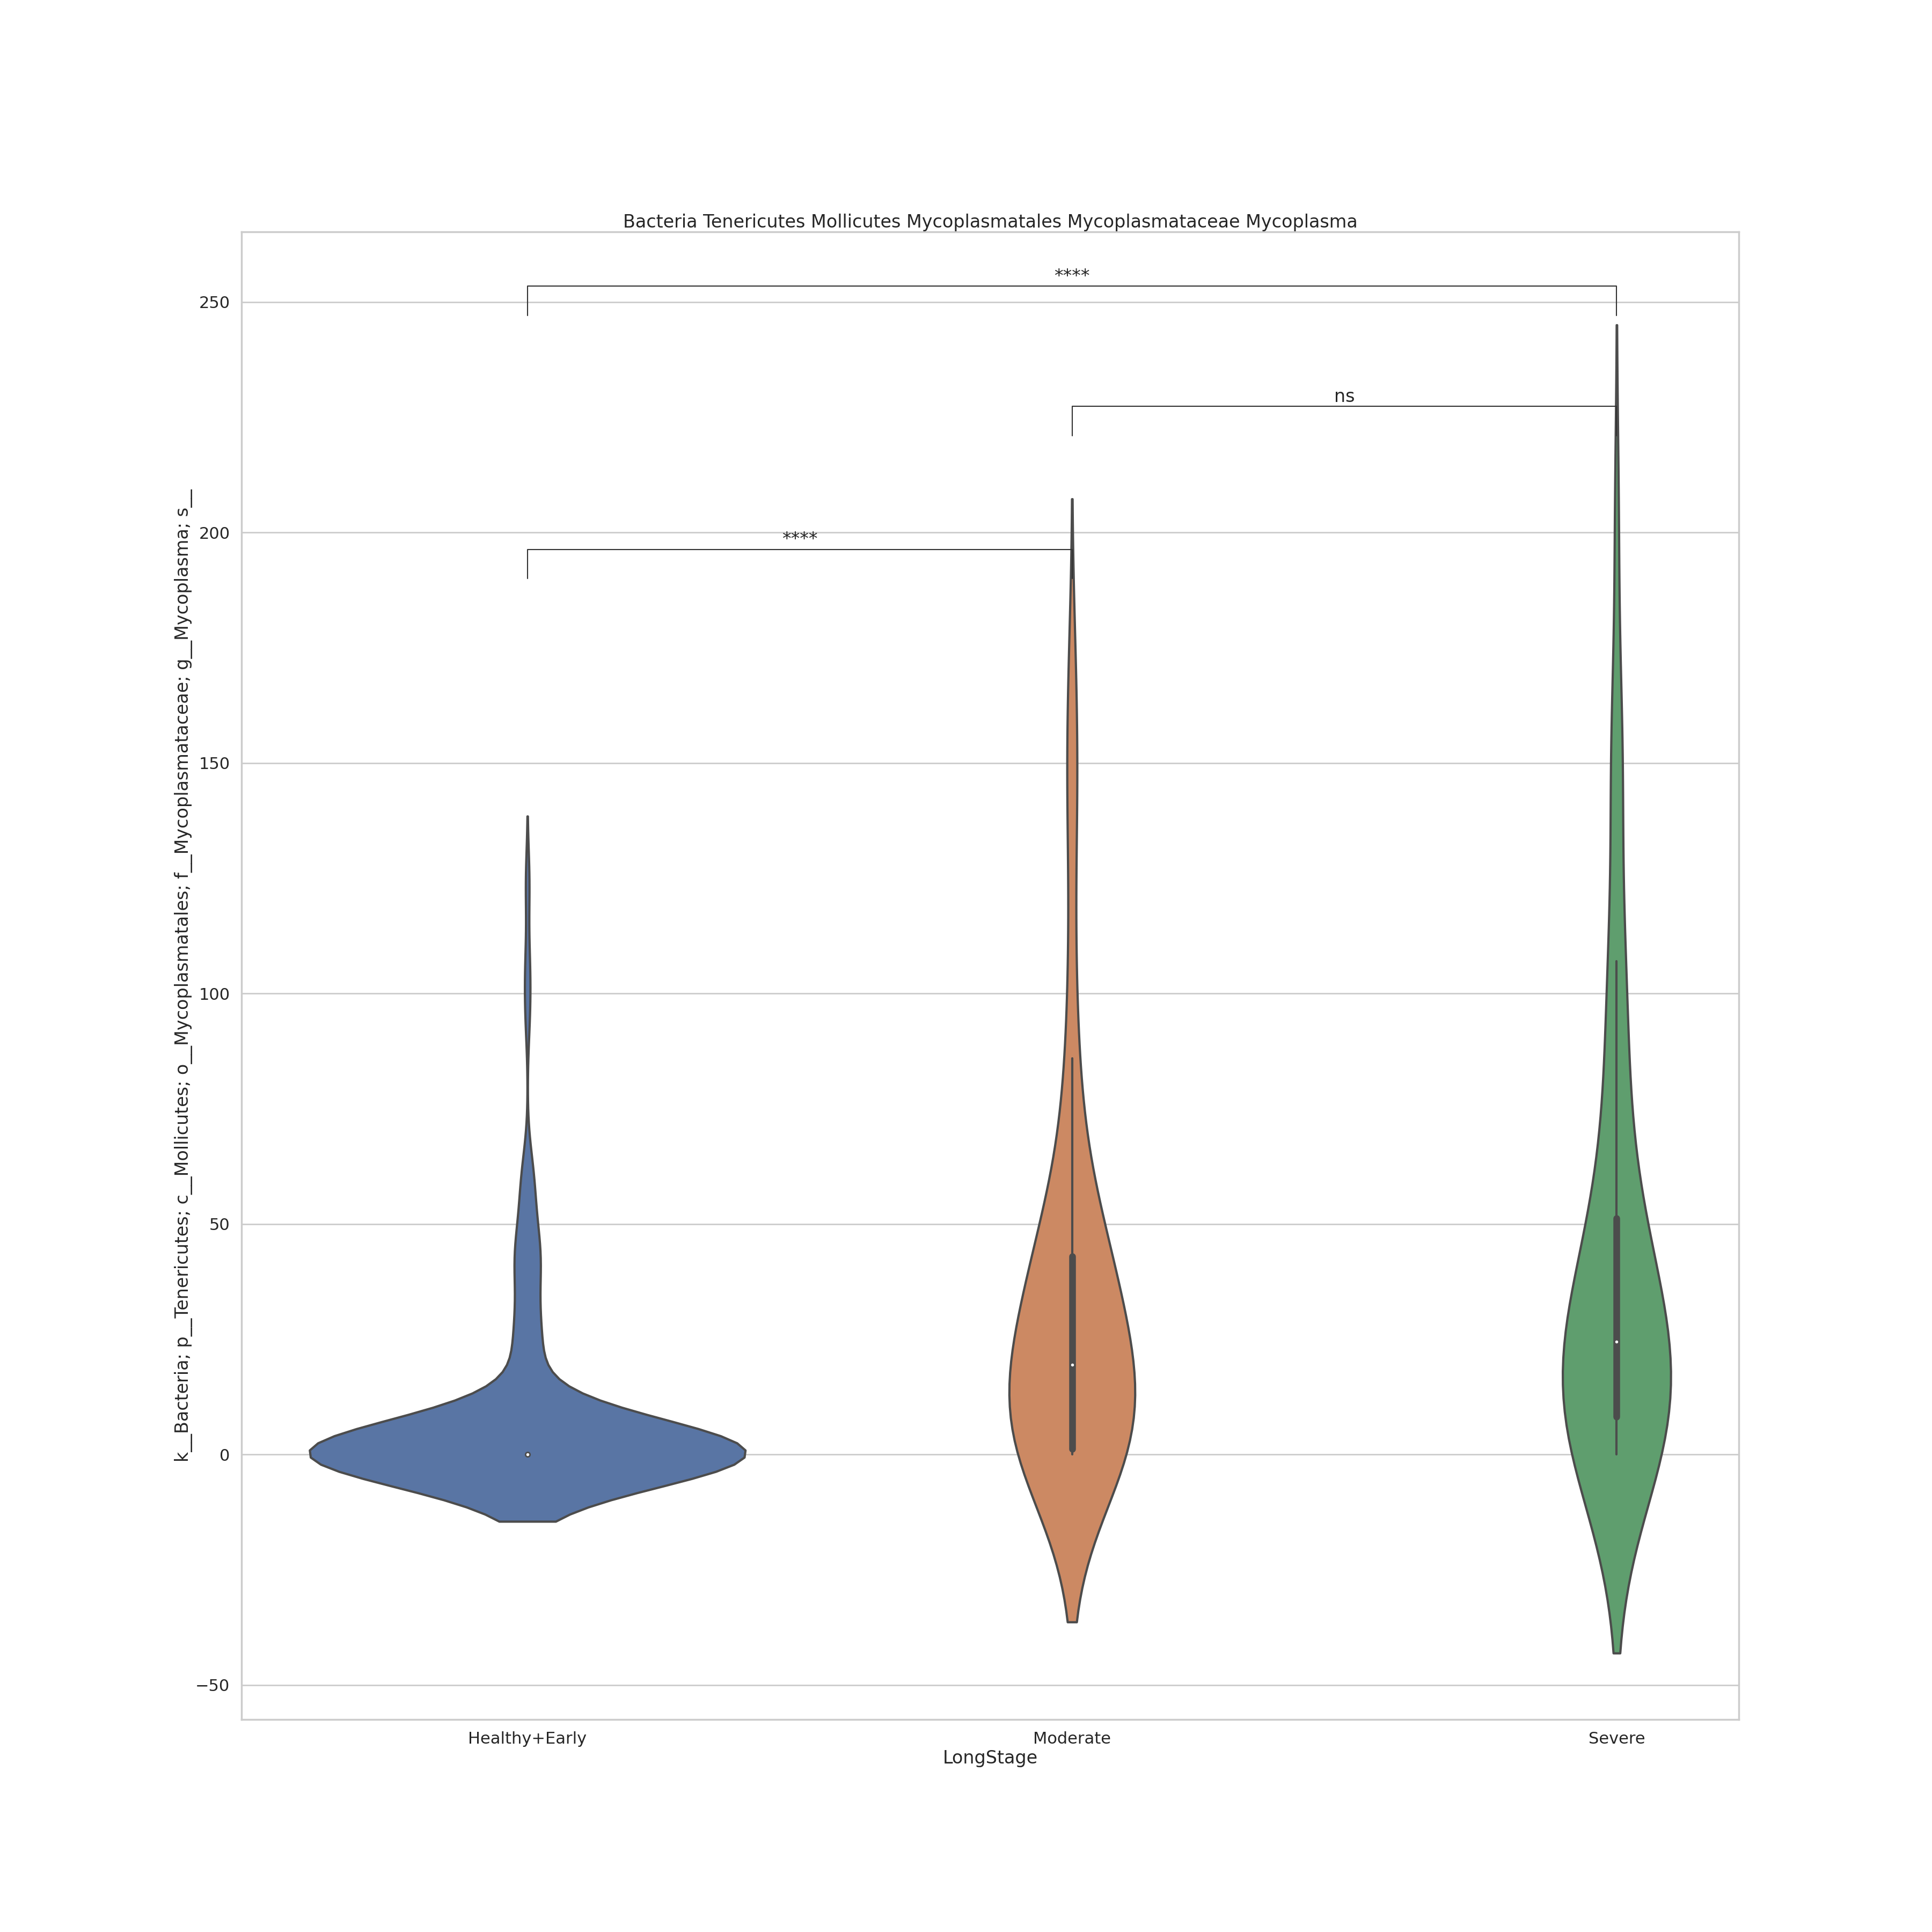 Bacteria Tenericutes Mollicutes Mycoplasmatales Mycoplasmataceae Mycoplasma
k__Bacteria; p__Tenericutes; c__Mollicutes; o__Mycoplasmatales; f__Mycoplasmataceae; g__Mycoplasma; s__
250
200
150
100
50
0
−50
****
ns
****
Healthy+Early
Moderate
Severe
LongStage